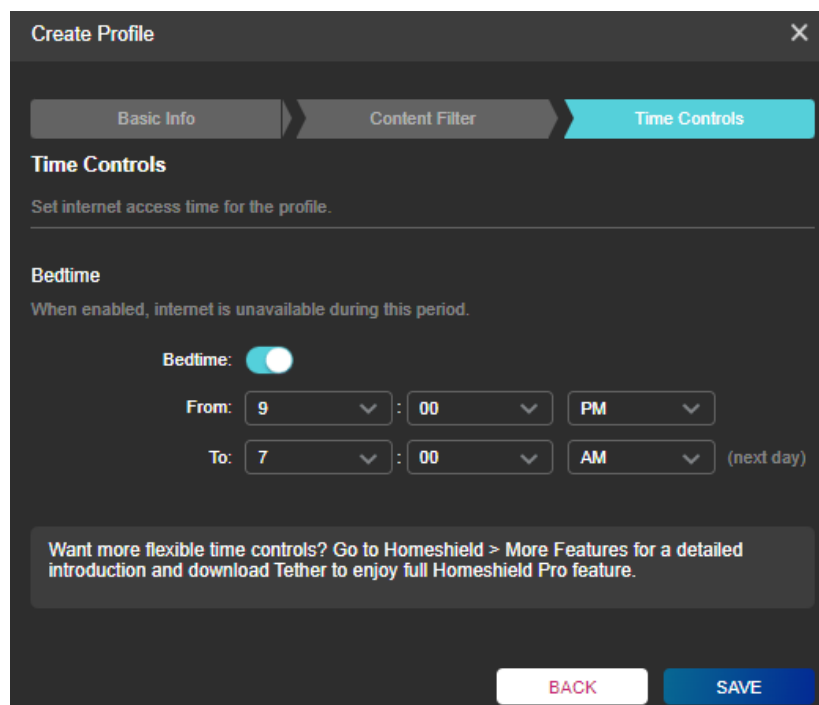 Create Profile
Basic Info
Content Filter
Time Controls
Time Controls
Set internet access time for the profile.
Bedtime
When enabled, internet is unavailable during this period.
Bedtime:
From: 9 : 00 PM
To: 7 : 00 AM (next day)
Want more flexible time controls? Go to Homeshield > More Features for a detailed
introduction and download Tether to enjoy full Homeshield Pro feature.
BACK
SAVE